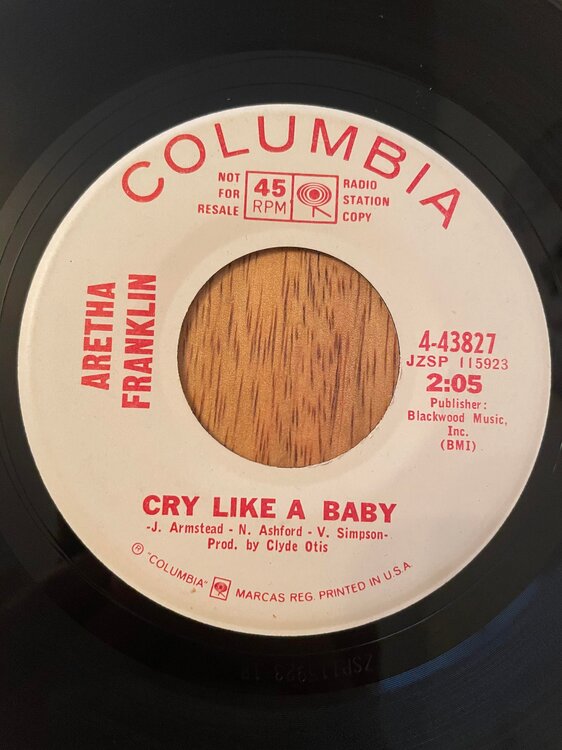 COLUMBIA
NOT
FOR
RESALE
45
RPM
RADIO
STATION
COPY
ARETHA
FRANKLIN
4-43827
JZSP 115923
2:05
Publisher:
Blackwood Music,
Inc.
(BMI)
CRY LIKE A BABY
-J. Armstead - N. Ashford - V. Simpson-
Prod. by Clyde Otis
® "COLUMBIA" MARCAS REG. PRINTED IN U.S.A.